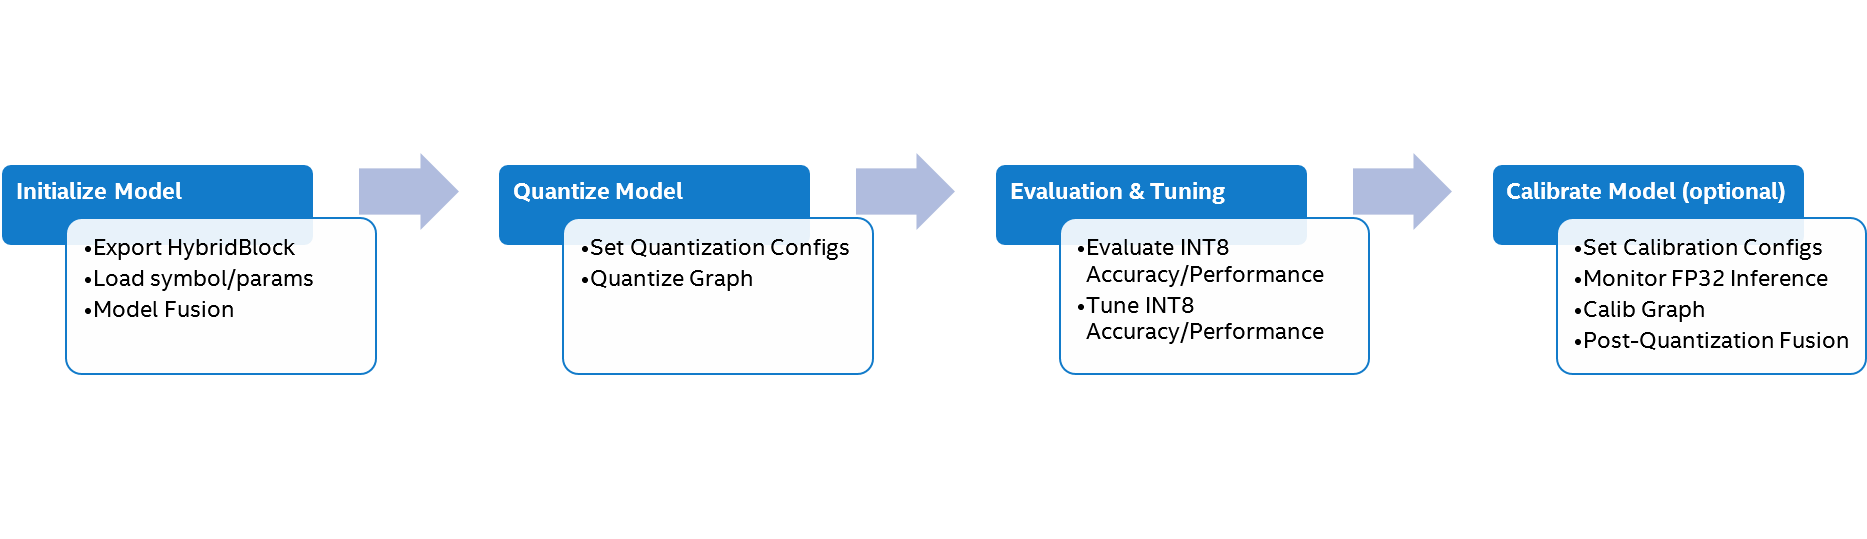 Initialize Model
•Export HybridBlock
•Load symbol/params
•Model Fusion
Quantize Model
•Set Quantization Configs
•Quantize Graph
Evaluation & Tuning
•Evaluate INT8
Accuracy/Performance
•Tune INT8
Accuracy/Performance
Calibrate Model (optional)
•Set Calibration Configs
•Monitor FP32 Inference
•Calib Graph
•Post-Quantization Fusion